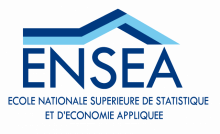 ENSEA
ECOLE NATIONALE SUPERIEURE DE STATISTIQUE
ET D'ECONOMIE APPLIQUEE